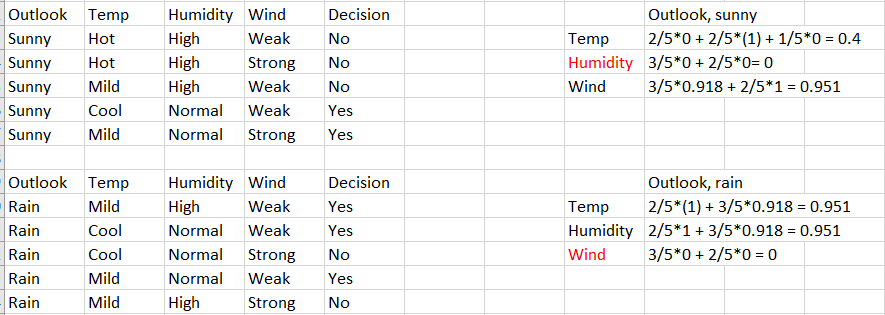 Outlook Temp Humidity Wind Decision Outlook, sunny
Sunny Hot High Weak No Temp 2/5*0 + 2/5*(1) + 1/5*0 = 0.4
Sunny Hot High Strong No Humidity 3/5*0 + 2/5*0= 0
Sunny Mild High Weak No Wind 3/5*0.918 + 2/5*1 = 0.951
Sunny Cool Normal Weak Yes
Sunny Mild Normal Strong Yes
Outlook Temp Humidity Wind Decision Outlook, rain
Rain Mild High Weak Yes Temp 2/5*(1) + 3/5*0.918 = 0.951
Rain Cool Normal Weak Yes Humidity 2/5*1 + 3/5*0.918 = 0.951
Rain Cool Normal Strong No Wind 3/5*0 + 2/5*0 = 0
Rain Mild Normal Weak Yes
Rain Mild High Strong No